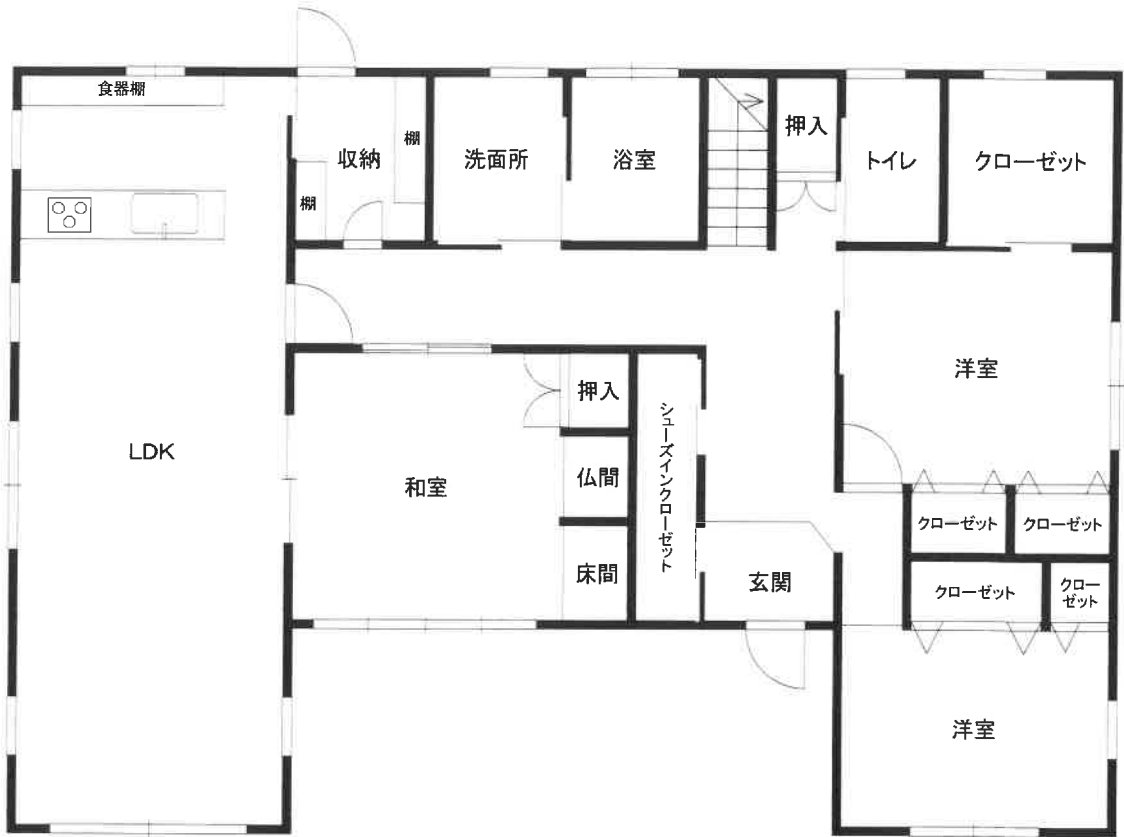 食器棚
収納
棚
棚
洗面所
浴室
押入
トイレ
クローゼット
LDK
和室
押入
仏間
床間
シューズインクローゼット
玄関
洋室
クローゼット
クローゼット
クローゼット
クロー
ゼット
洋室